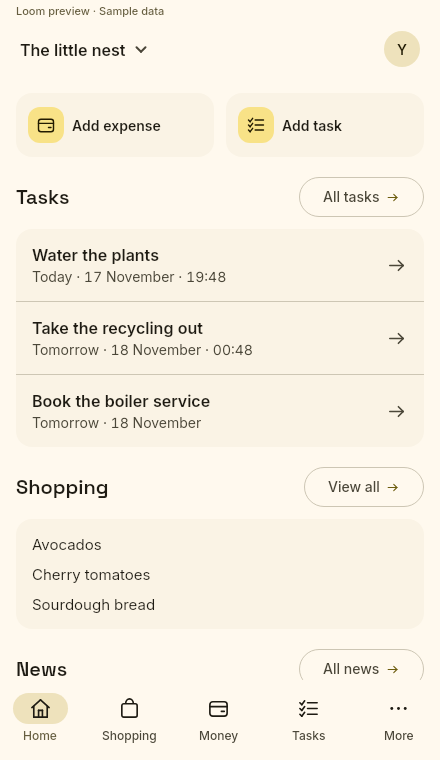 Loom preview · Sample data
The little nest
Y
Add expense
Add task
Tasks
All tasks →
Water the plants
Today · 17 November · 19:48
Take the recycling out
Tomorrow · 18 November · 00:48
Book the boiler service
Tomorrow · 18 November
Shopping
View all →
Avocados
Cherry tomatoes
Sourdough bread
News
All news →
Home
Shopping
Money
Tasks
More